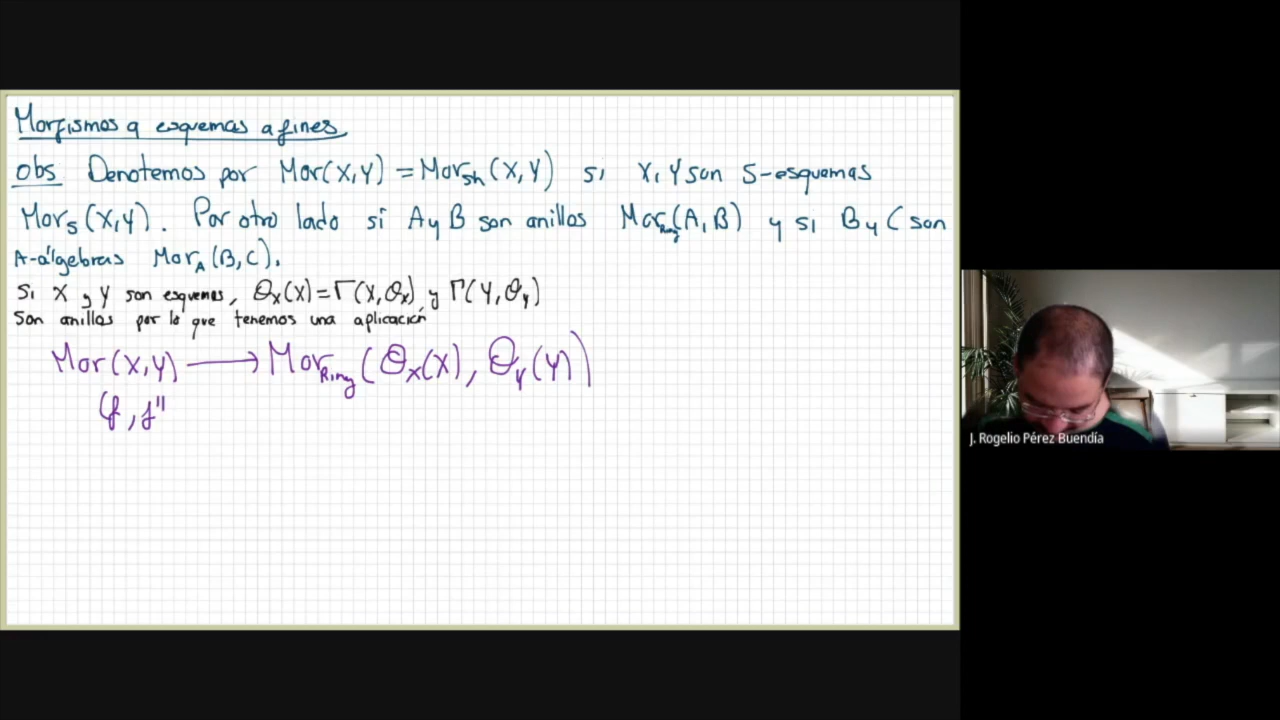 Morfismos a esquemas afines
obs Denotemos por Mor(X,Y) = Mor_Sh(X,Y) si X, Y son S-esquemas
Mor_S(X,Y). Por otro lado si A y B son anillos Mor_Ring(A,B) y si B y C son
A-álgebras Mor_A(B,C).
Si X y Y son esquemas, O_X(X)=Γ(X,O_X) y Γ(Y,O_Y)
Son anillos por lo que tenemos una aplicación
Mor(X,Y) ⟶ Mor_Ring(O_X(X), O_Y(Y))
(f, f"
J. Rogelio Pérez Buendía